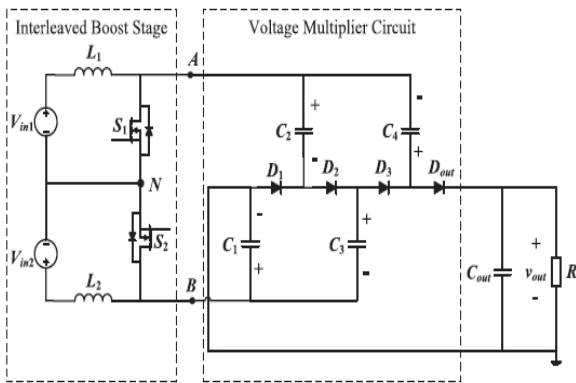 Interleaved Boost Stage
Voltage Multiplier Circuit
L1
A
+
-
Vin1
+
-
S1
C2
C4
-
+
D1
D2
D3
Dout
N
-
+
+
Vin2
-
+
S2
C1
C3
+
-
Cout
vout
R
-
L2
B